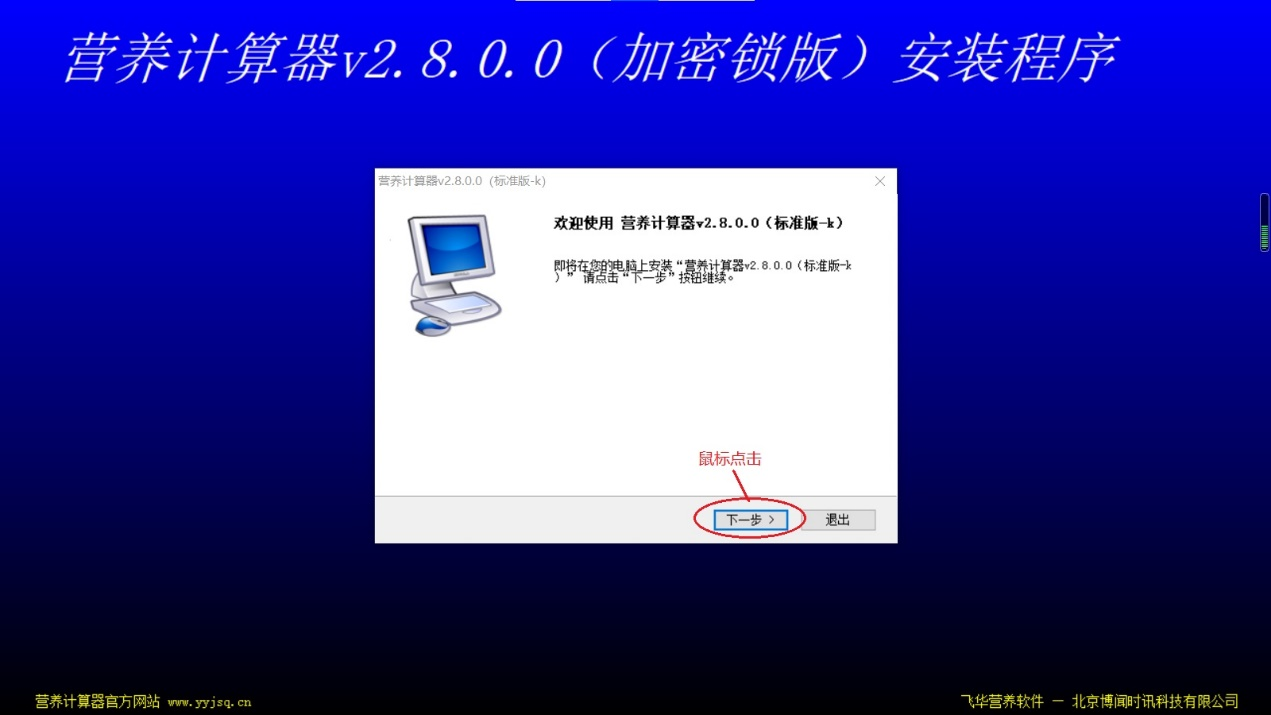 营养计算器v2.8.0.0（加密锁版）安装程序
营养计算器v2.8.0.0 (标准版-k)
欢迎使用 营养计算器v2.8.0.0（标准版-k）
即将在您的电脑上安装“营养计算器v2.8.0.0（标准版-k
）” 请点击“下一步”按钮继续。
鼠标点击
下一步 >
退出
营养计算器官方网站 www.yyjsq.cn
飞华营养软件 — 北京博闻时讯科技有限公司